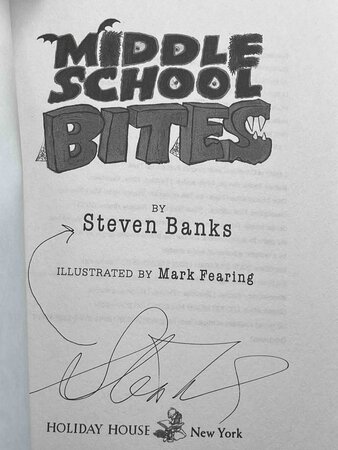 MIDDLE
SCHOOL
BITES
BY
Steven Banks
ILLUSTRATED BY Mark Fearing
HOLIDAY HOUSE New York